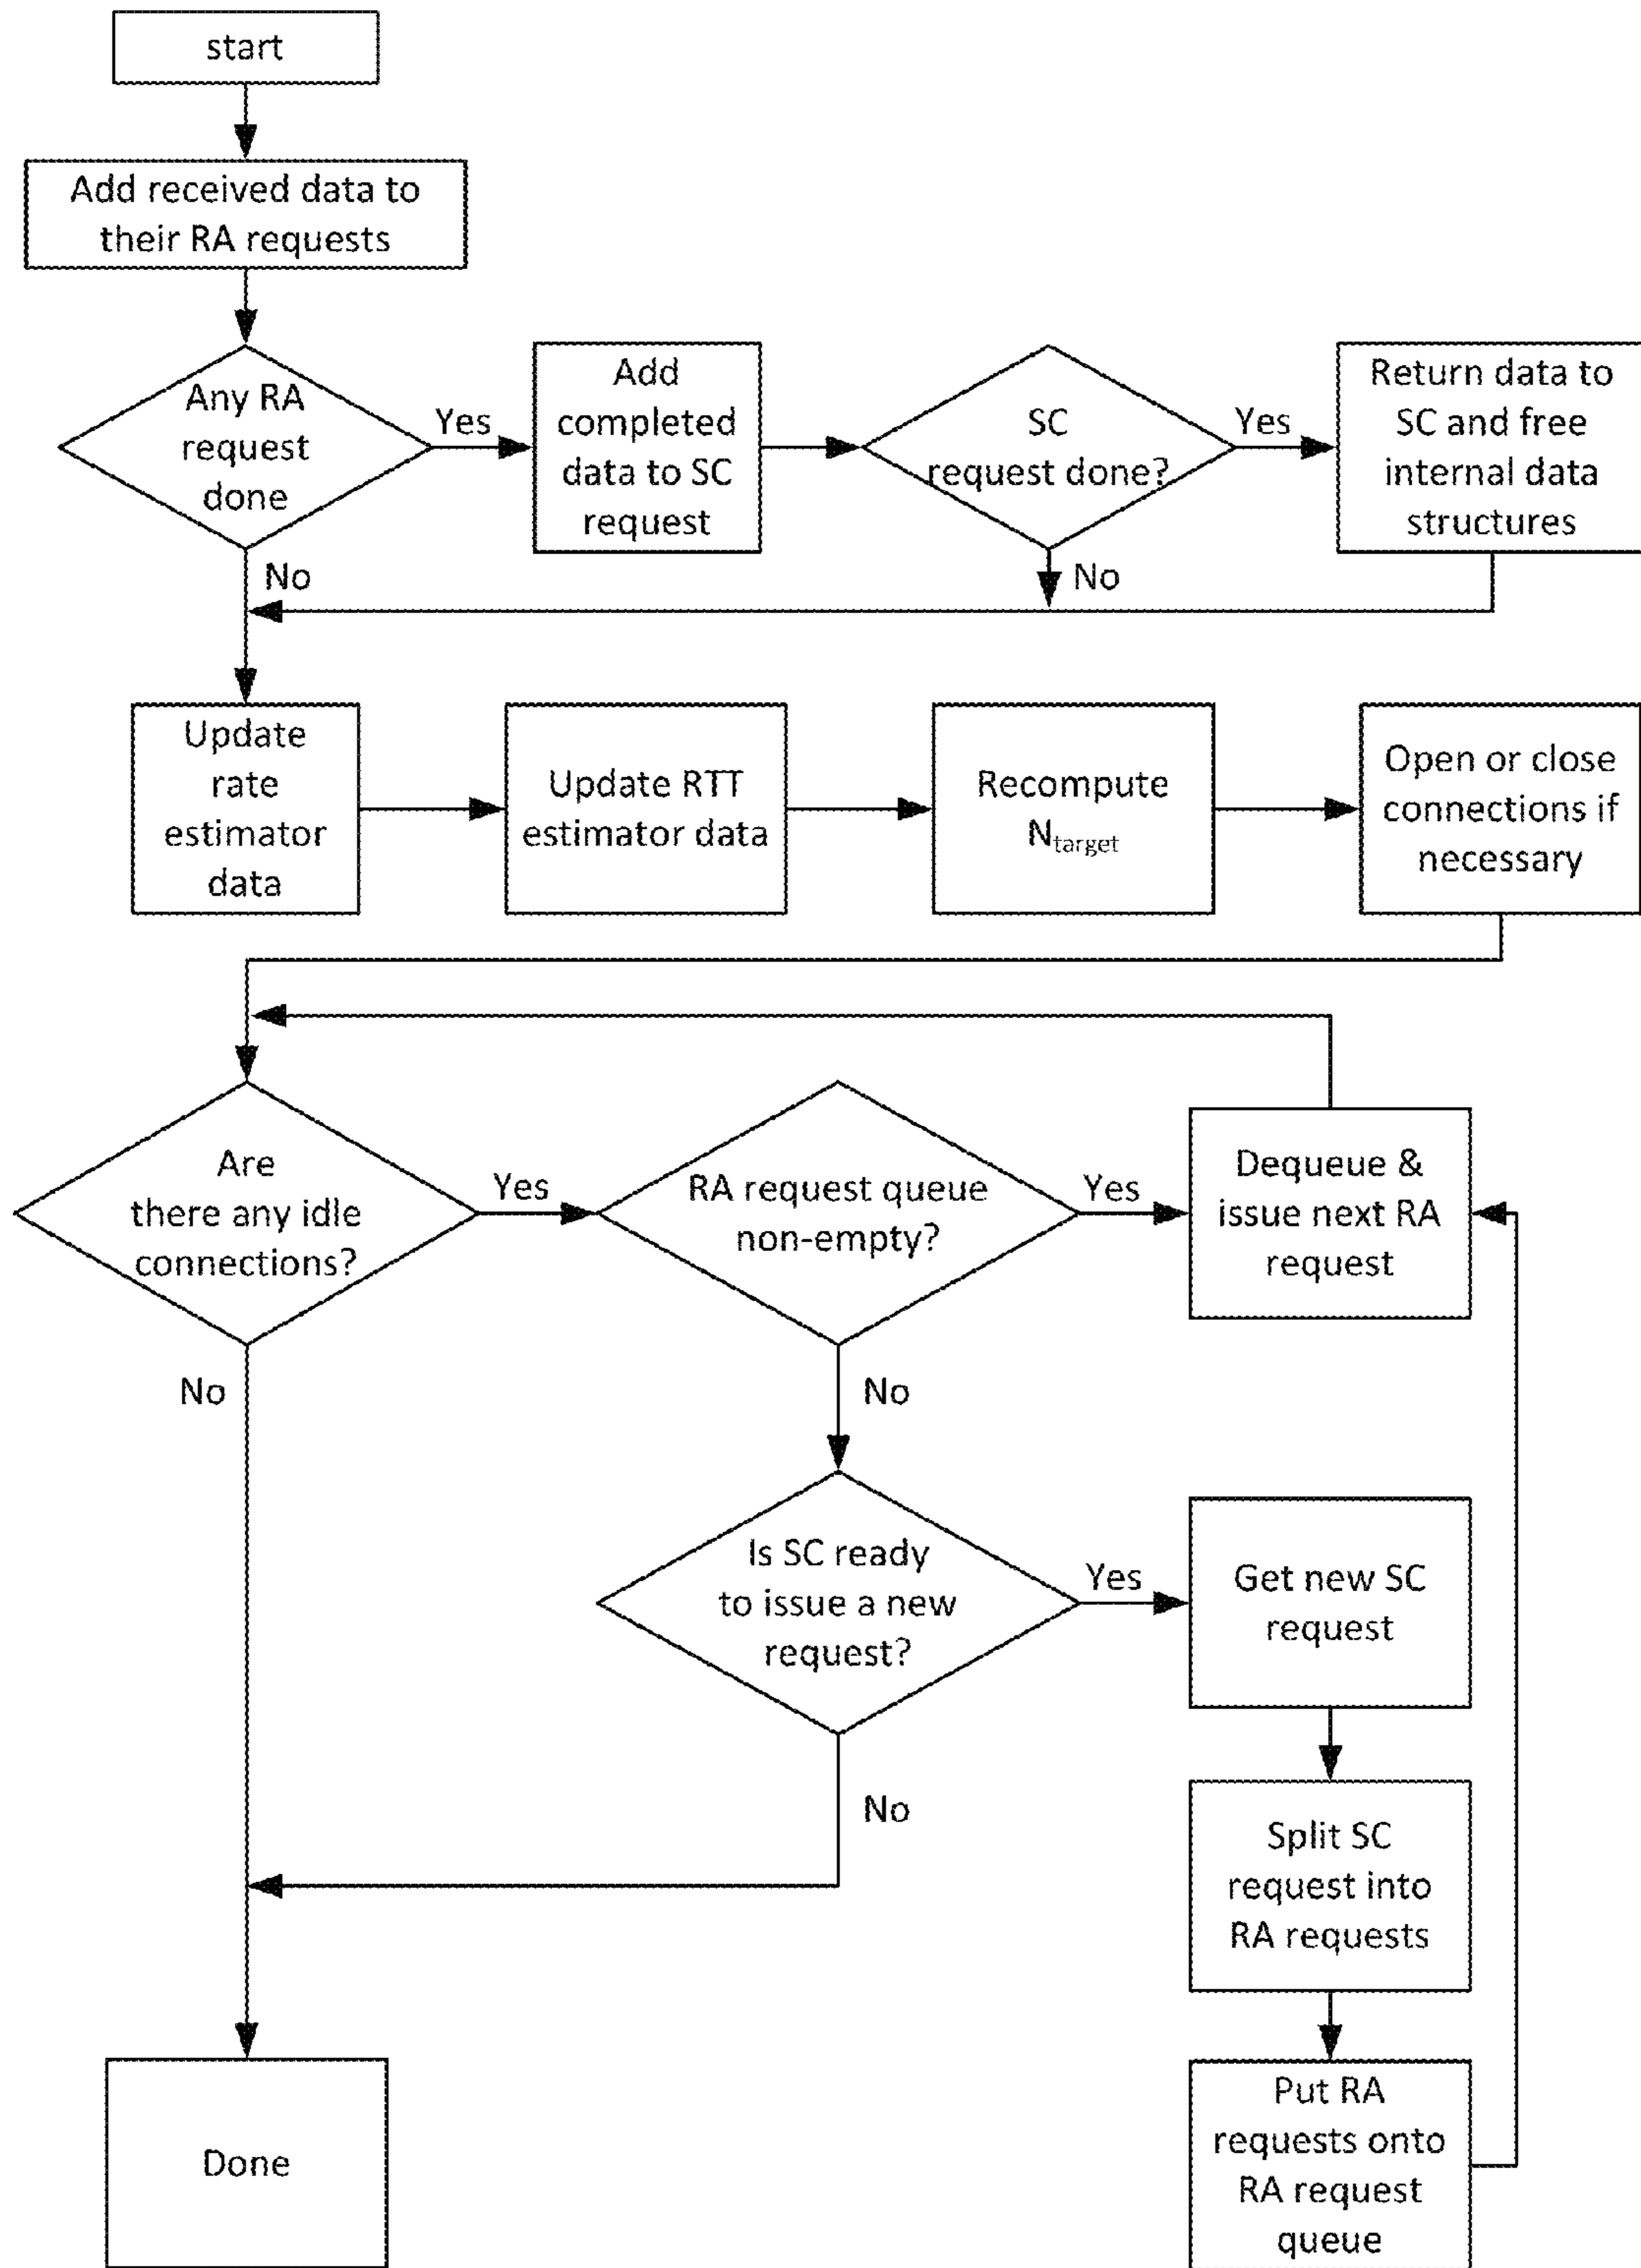 start
Add received data to
their RA requests
Any RA
request
done
Yes
Add
completed
data to SC
request
SC
request done?
Yes
Return data to
SC and free
internal data
structures
No
No
Update
rate
estimator
data
Update RTT
estimator data
Recompute
Ntarget
Open or close
connections if
necessary
Are
there any idle
connections?
Yes
RA request queue
non-empty?
Yes
Dequeue &
issue next RA
request
No
No
Is SC ready
to issue a new
request?
Yes
Get new SC
request
No
Split SC
request into
RA requests
Done
Put RA
requests onto
RA request
queue